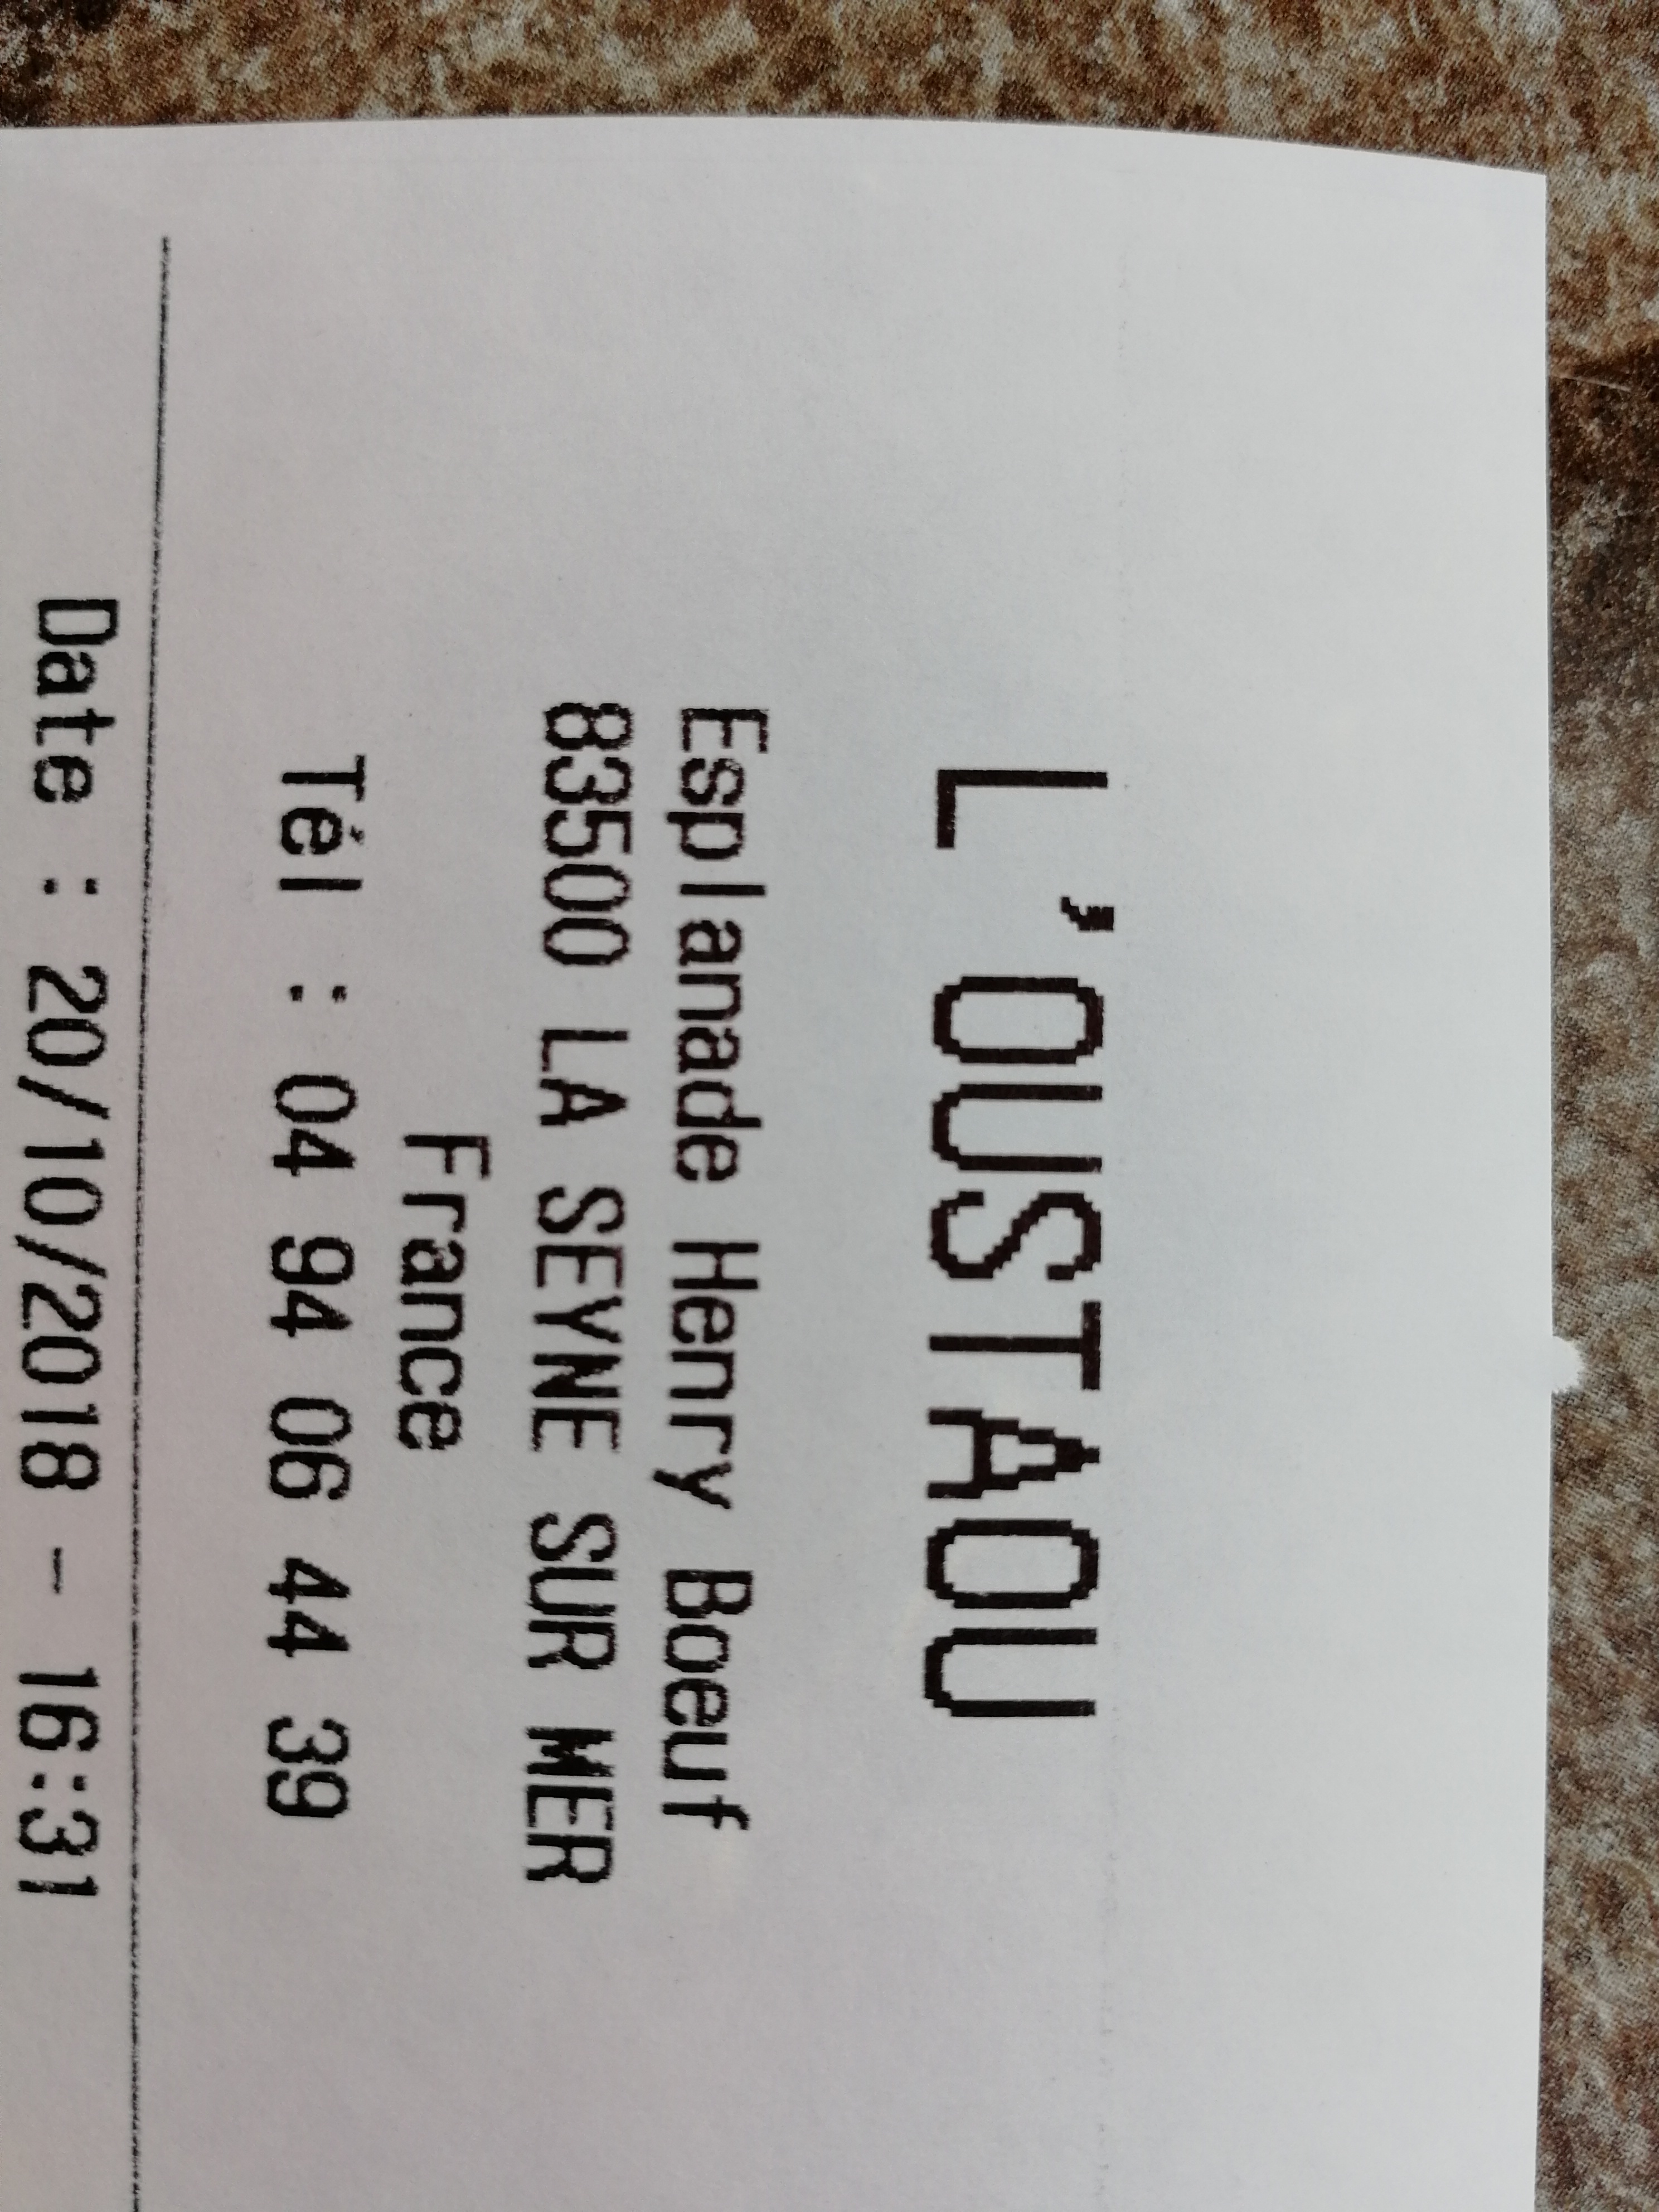 L'OUSTAOU
Esplanade Henry Boeuf
83500 LA SEYNE SUR MER
France
Tél : 04 94 06 44 39
Date : 20/10/2018 - 16:31